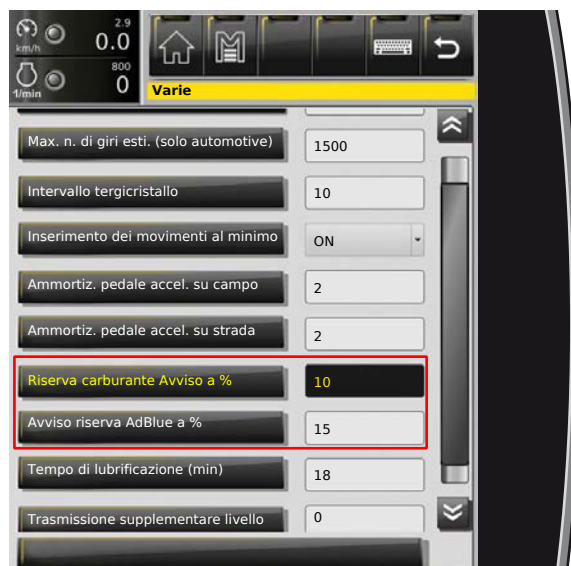 2.9
km/h
0.0
800
1/min
0
Varie
Max. n. di giri esti. (solo automotive)
1500
Intervallo tergicristallo
10
Inserimento dei movimenti al minimo
ON
Ammortiz. pedale accel. su campo
2
Ammortiz. pedale accel. su strada
2
Riserva carburante Avviso a %
10
Avviso riserva AdBlue a %
15
Tempo di lubrificazione (min)
18
Trasmissione supplementare livello
0